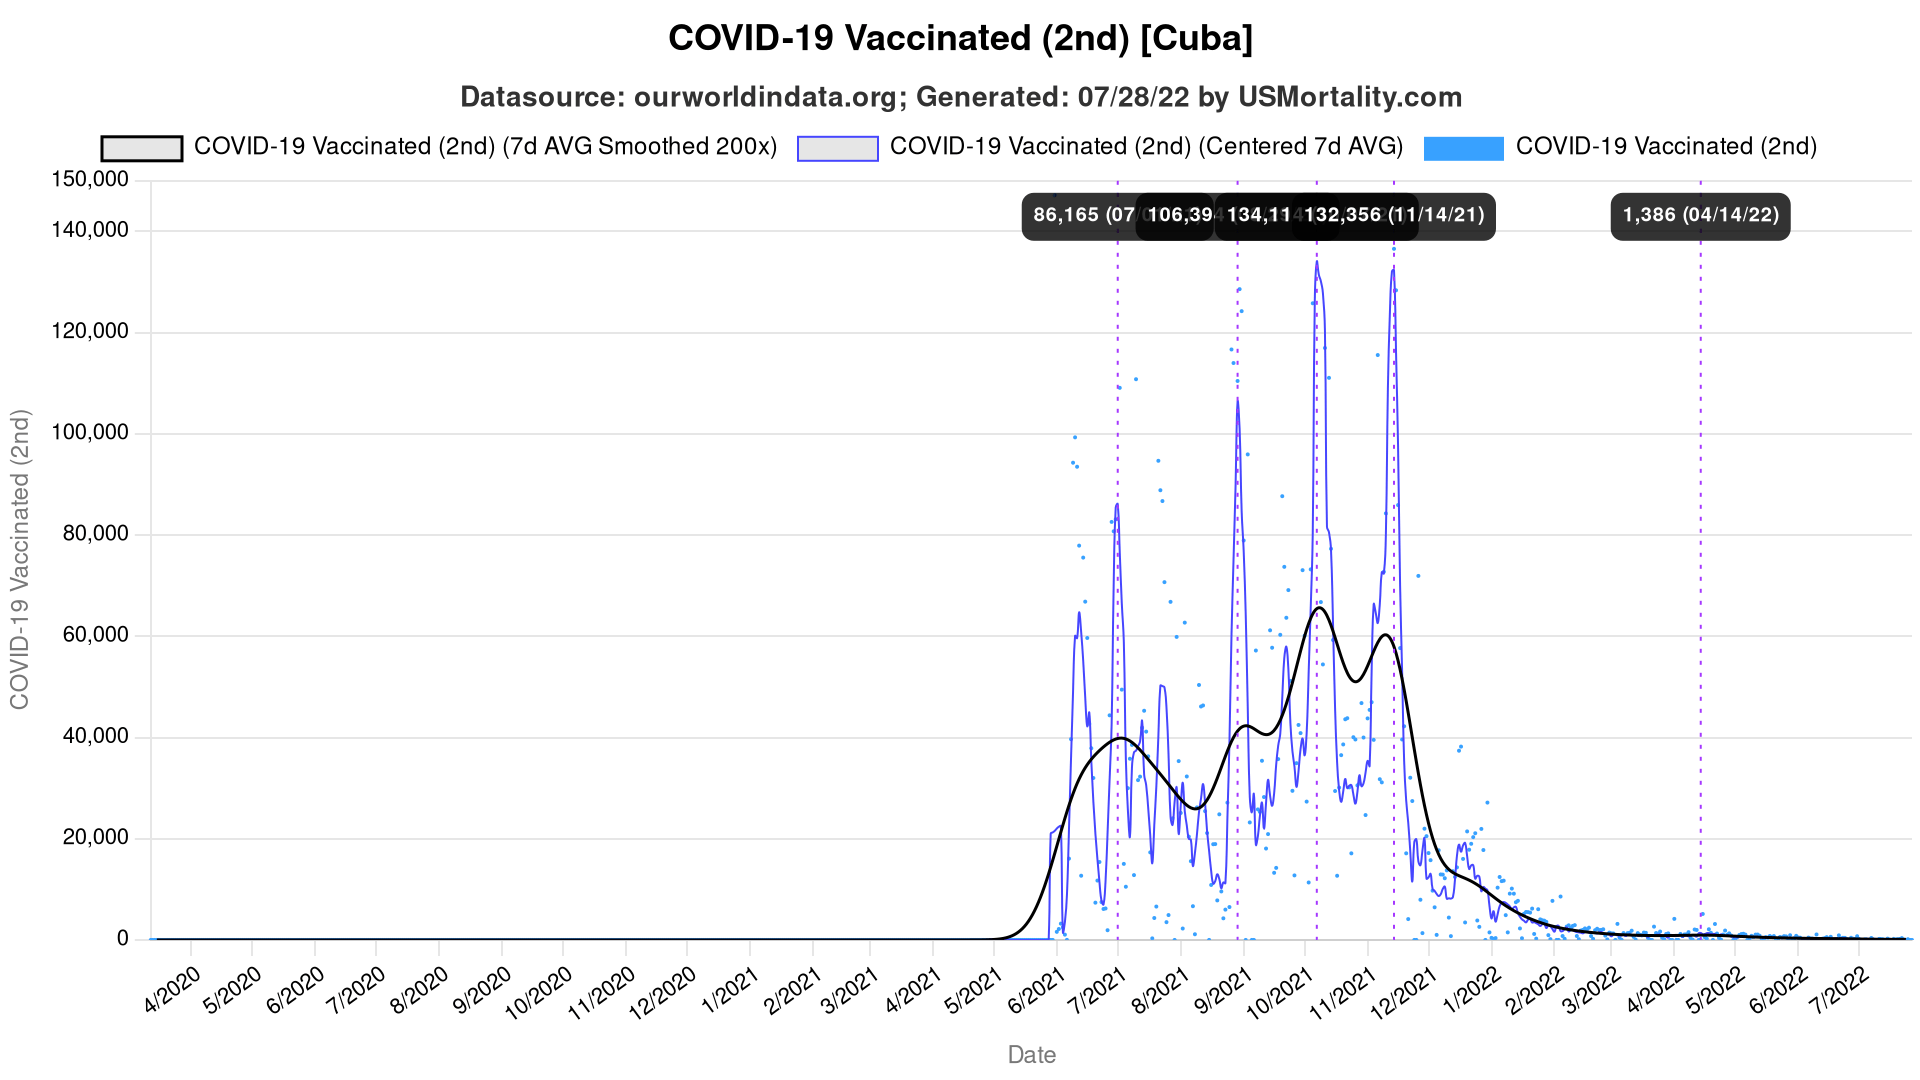 COVID-19 Vaccinated (2nd) [Cuba]
Datasource: ourworldindata.org; Generated: 07/28/22 by USMortality.com
COVID-19 Vaccinated (2nd) (7d AVG Smoothed 200x) COVID-19 Vaccinated (2nd) (Centered 7d AVG) COVID-19 Vaccinated (2nd)
150,000
86,165 (07/ 106,394 134,114 132,356 (11/14/21) 1,386 (04/14/22)
140,000
120,000
100,000
80,000
60,000
40,000
20,000
0
COVID-19 Vaccinated (2nd)
4/2020 5/2020 6/2020 7/2020 8/2020 9/2020 10/2020 11/2020 12/2020 1/2021 2/2021 3/2021 4/2021 5/2021 6/2021 7/2021 8/2021 9/2021 10/2021 11/2021 12/2021 1/2022 2/2022 3/2022 4/2022 5/2022 6/2022 7/2022
Date